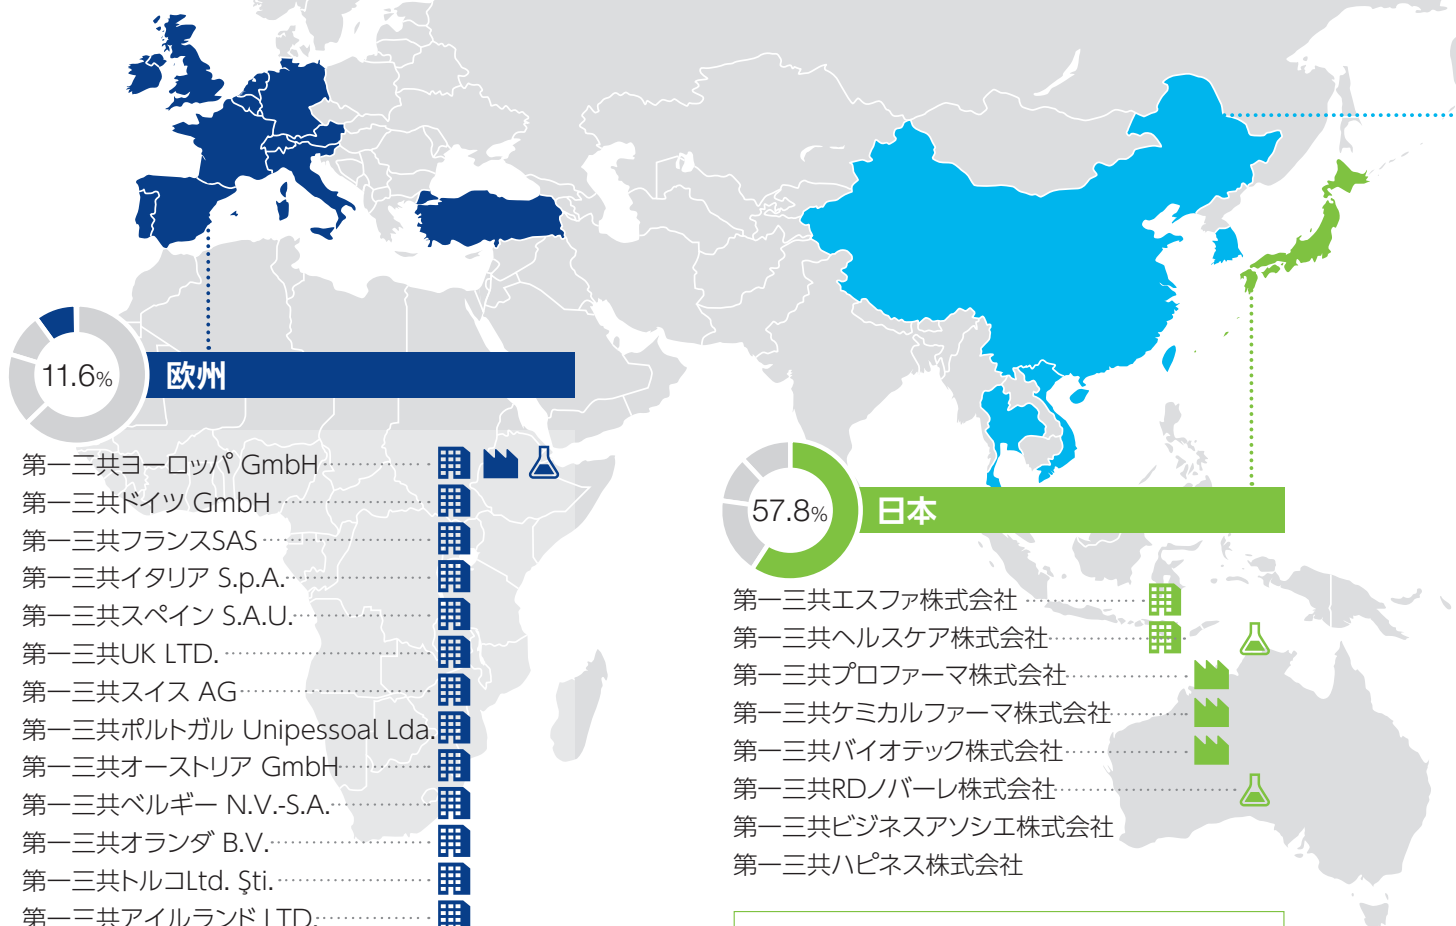 11.6%
欧州
第一三共ヨーロッパ GmbH
第一三共ドイツ GmbH
第一三共フランスSAS
第一三共イタリア S.p.A.
第一三共スペイン S.A.U.
第一三共UK LTD.
第一三共スイス AG
第一三共ポルトガル Unipessoal Lda.
第一三共オーストリア GmbH
第一三共ベルギー N.V.-S.A.
第一三共オランダ B.V.
第一三共トルコLtd. Şti.
第一三共アイルランド LTD.
57.8%
日本
第一三共エスファ株式会社
第一三共ヘルスケア株式会社
第一三共プロファーマ株式会社
第一三共ケミカルファーマ株式会社
第一三共バイオテック株式会社
第一三共RDノバーレ株式会社
第一三共ビジネスアソシエ株式会社
第一三共ハピネス株式会社